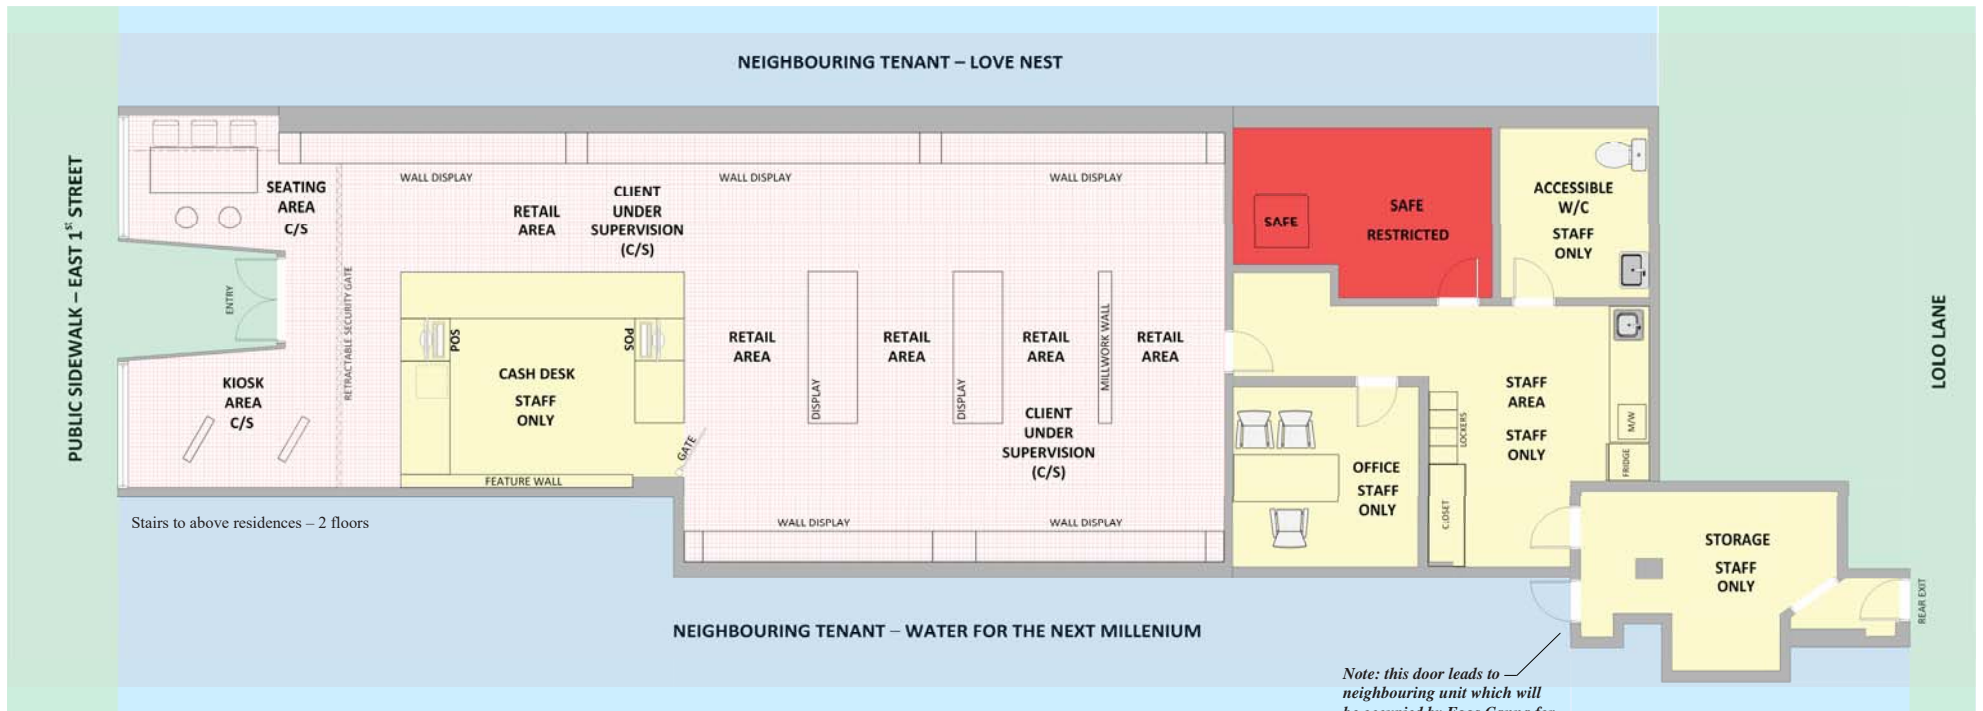 NEIGHBOURING TENANT – LOVE NEST
PUBLIC SIDEWALK – EAST 1st STREET
SEATING
AREA
C/S
WALL DISPLAY
WALL DISPLAY
WALL DISPLAY
RETAIL
AREA
CLIENT
UNDER
SUPERVISION
(C/S)
SAFE
SAFE
RESTRICTED
ACCESSIBLE
W/C
STAFF
ONLY
ENTRY
RETRACTABLE SECURITY GATE
KIOSK
AREA
C/S
POS
POS
CASH DESK
STAFF
ONLY
GATE
FEATURE WALL
RETAIL
AREA
DISPLAY
RETAIL
AREA
DISPLAY
RETAIL
AREA
MILLWORK WALL
RETAIL
AREA
CLIENT
UNDER
SUPERVISION
(C/S)
WALL DISPLAY
WALL DISPLAY
OFFICE
STAFF
ONLY
LOCKERS
CLOSET
STAFF
AREA
STAFF
ONLY
M/W
FRIDGE
STORAGE
STAFF
ONLY
REAR EXIT
LOLO LANE
Stairs to above residences – 2 floors
NEIGHBOURING TENANT – WATER FOR THE NEXT MILLENIUM
Note: this door leads to
neighbouring unit which will